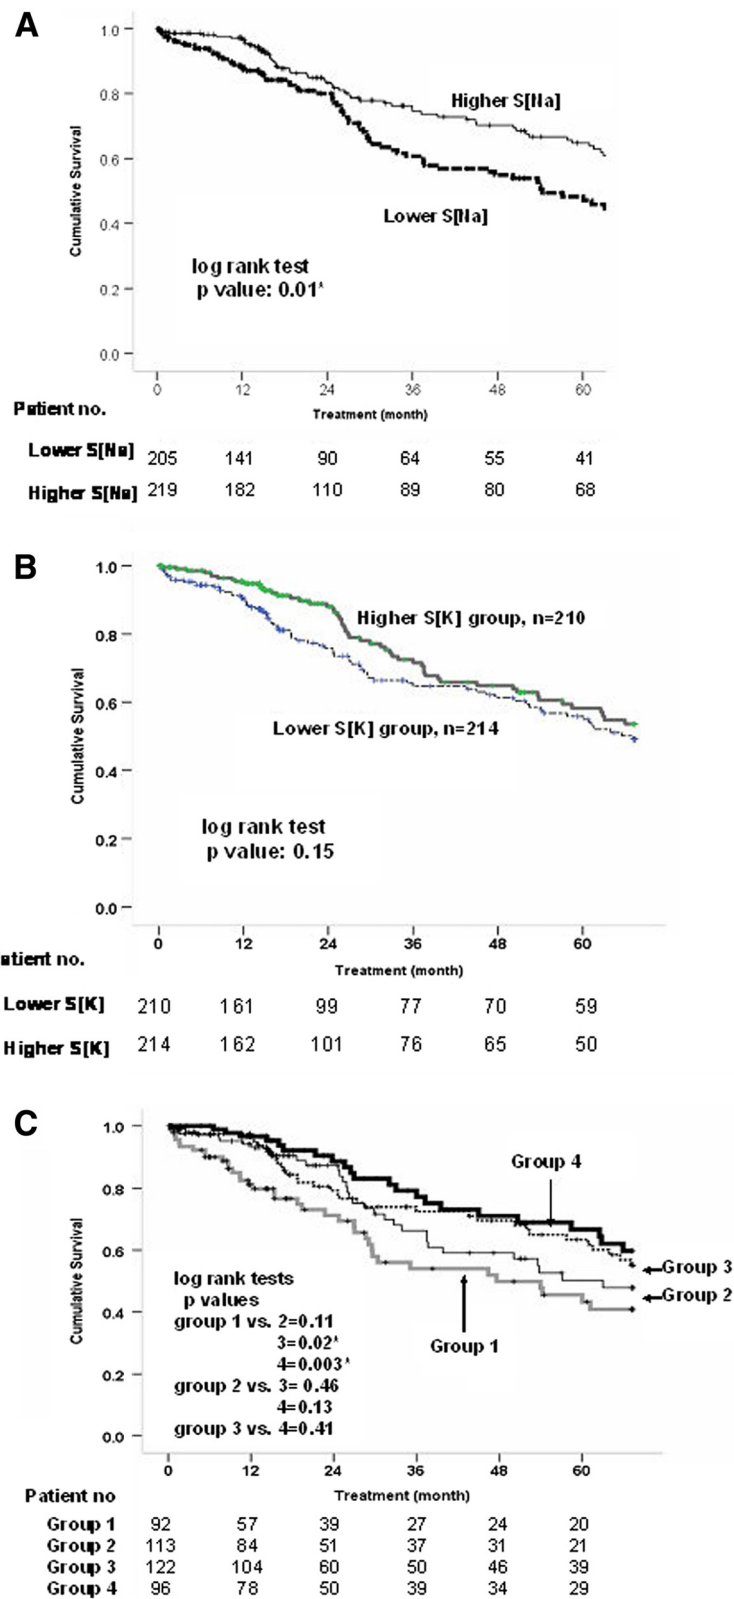 A
Cumulative Survival
1.0
0.8
0.6
0.4
0.2
0.0
Higher S[Na]
Lower S[Na]
log rank test
p value: 0.01*
0 12 24 36 48 60
Treatment (month)
Patient no.
Lower S[Na] 205 141 90 64 55 41
Higher S[Na] 219 182 110 89 80 68
B
Cumulative Survival
1.0
0.8
0.6
0.4
0.2
0.0
Higher S[K] group, n=210
Lower S[K] group, n=214
log rank test
p value: 0.15
0 12 24 36 48 60
Treatment (month)
atient no.
Lower S[K] 210 161 99 77 70 59
Higher S[K] 214 162 101 76 65 50
C
Cumulative Survival
1.0
0.8
0.6
0.4
0.2
0.0
Group 4
Group 3
Group 2
Group 1
log rank tests
p values
group 1 vs. 2=0.11
3=0.02*
4=0.003*
group 2 vs. 3= 0.46
4=0.13
group 3 vs. 4=0.41
0 12 24 36 48 60
Treatment (month)
Patient no
Group 1 92 57 39 27 24 20
Group 2 113 84 51 37 31 21
Group 3 122 104 60 50 46 39
Group 4 96 78 50 39 34 29